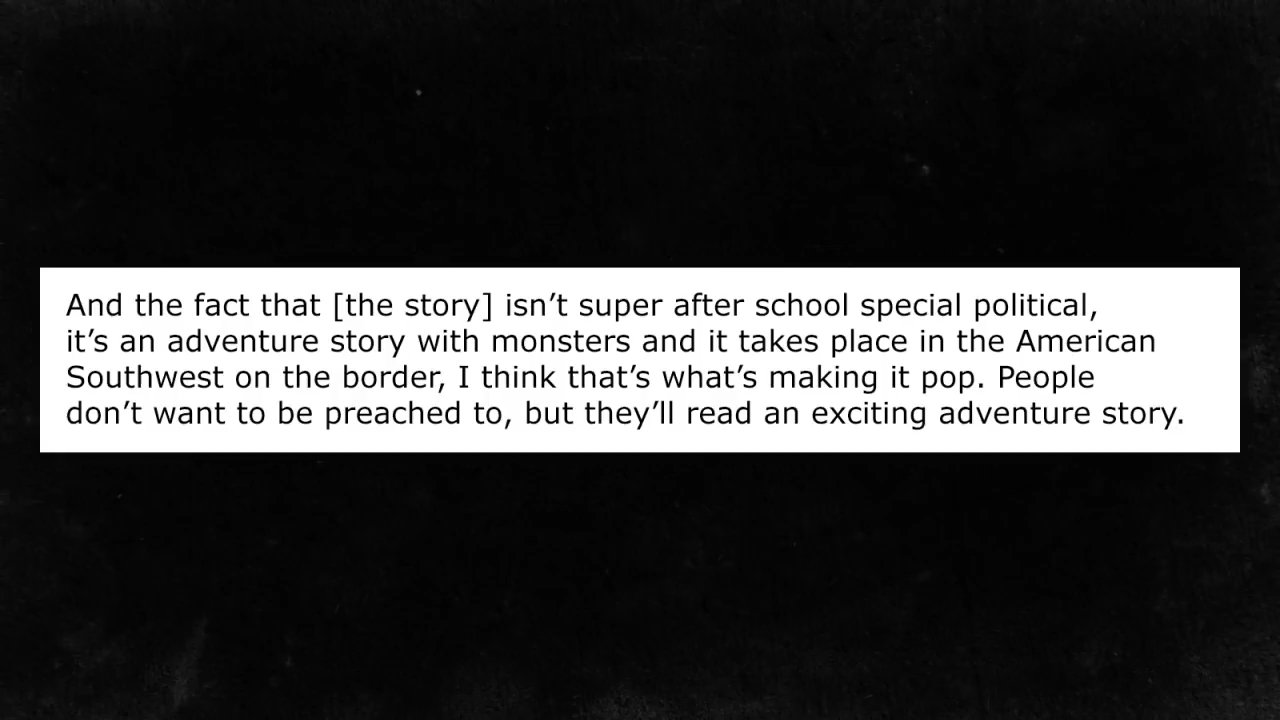 And the fact that [the story] isn’t super after school special political,
it’s an adventure story with monsters and it takes place in the American
Southwest on the border, I think that’s what’s making it pop. People
don’t want to be preached to, but they’ll read an exciting adventure story.